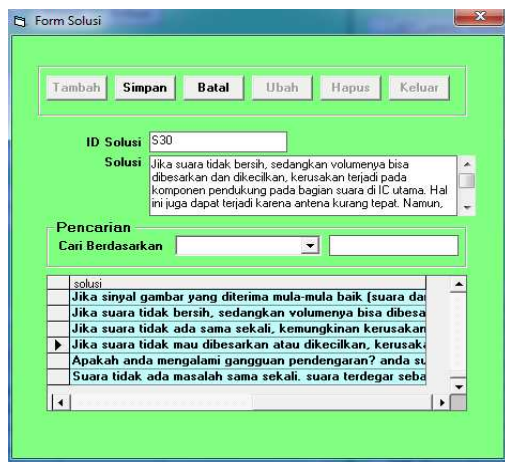 Form Solusi
Tambah Simpan Batal Ubah Hapus Keluar
ID Solusi S30
Solusi Jika suara tidak bersih, sedangkan volumenya bisa
dibesarkan dan dikecilkan, kerusakan terjadi pada
komponen pendukung pada bagian suara di IC utama. Hal
ini juga dapat terjadi karena antena kurang tepat. Namun,
Pencarian
Cari Berdasarkan
solusi
Jika sinyal gambar yang diterima mula-mula baik (suara dan
Jika suara tidak bersih, sedangkan volumenya bisa dibesa
Jika suara tidak ada sama sekali, kemungkinan kerusakan
Jika suara tidak mau dibesarkan atau dikecilkan, kerusaka
Apakah anda mengalami gangguan pendengaran? anda su
Suara tidak ada masalah sama sekali. suara terdegar seba